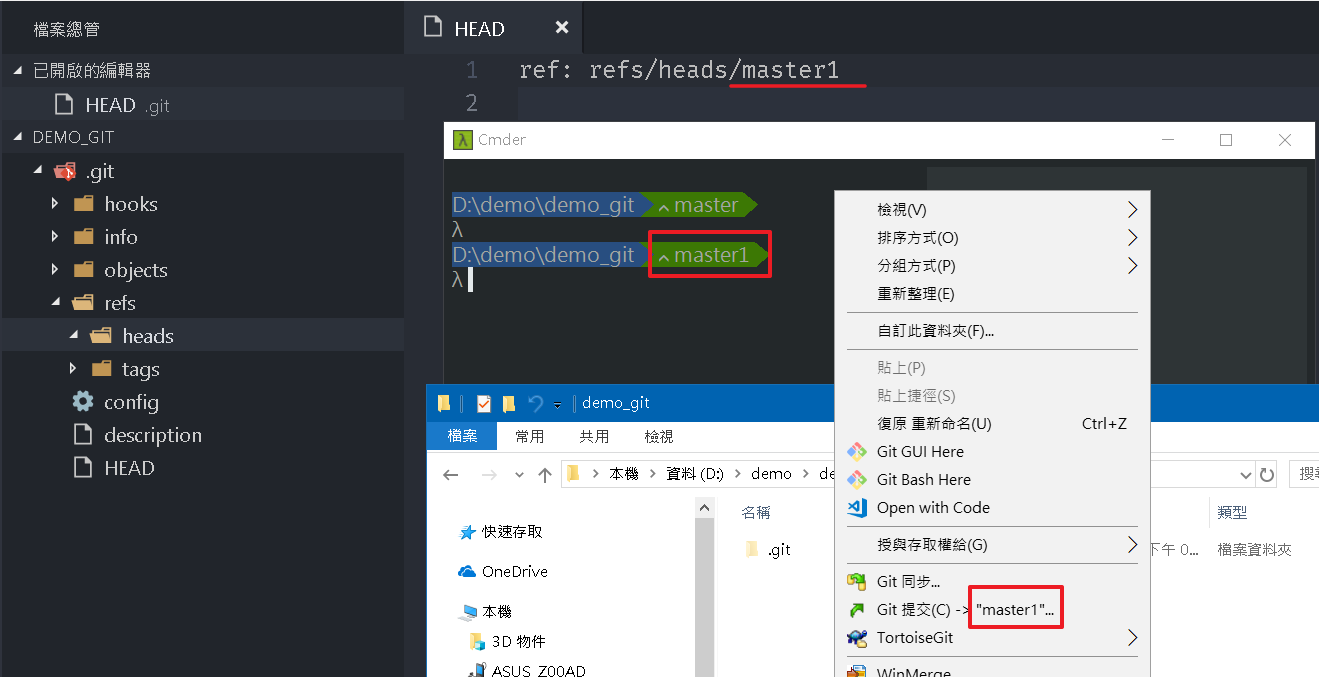 檔案總管
已開啟的編輯器
HEAD .git
DEMO_GIT
.git
hooks
info
objects
refs
heads
tags
config
description
HEAD
HEAD
1 ref: refs/heads/master1
2
Cmder
D:\demo\demo_git master
λ
D:\demo\demo_git master1
λ
檢視(V)
排序方式(O)
分組方式(P)
重新整理(E)
自訂此資料夾(F)...
貼上(P)
貼上捷徑(S)
復原 重新命名(U) Ctrl+Z
Git GUI Here
Git Bash Here
Open with Code
授與存取權給(G)
Git 同步...
Git 提交(C) -> "master1"...
TortoiseGit
WinMerge
demo_git
檔案 常用 共用 檢視
本機 資料 (D:) demo
快速存取
OneDrive
本機
3D 物件
ASUS_Z00AD
名稱 類型
.git 下午 0... 檔案資料夾